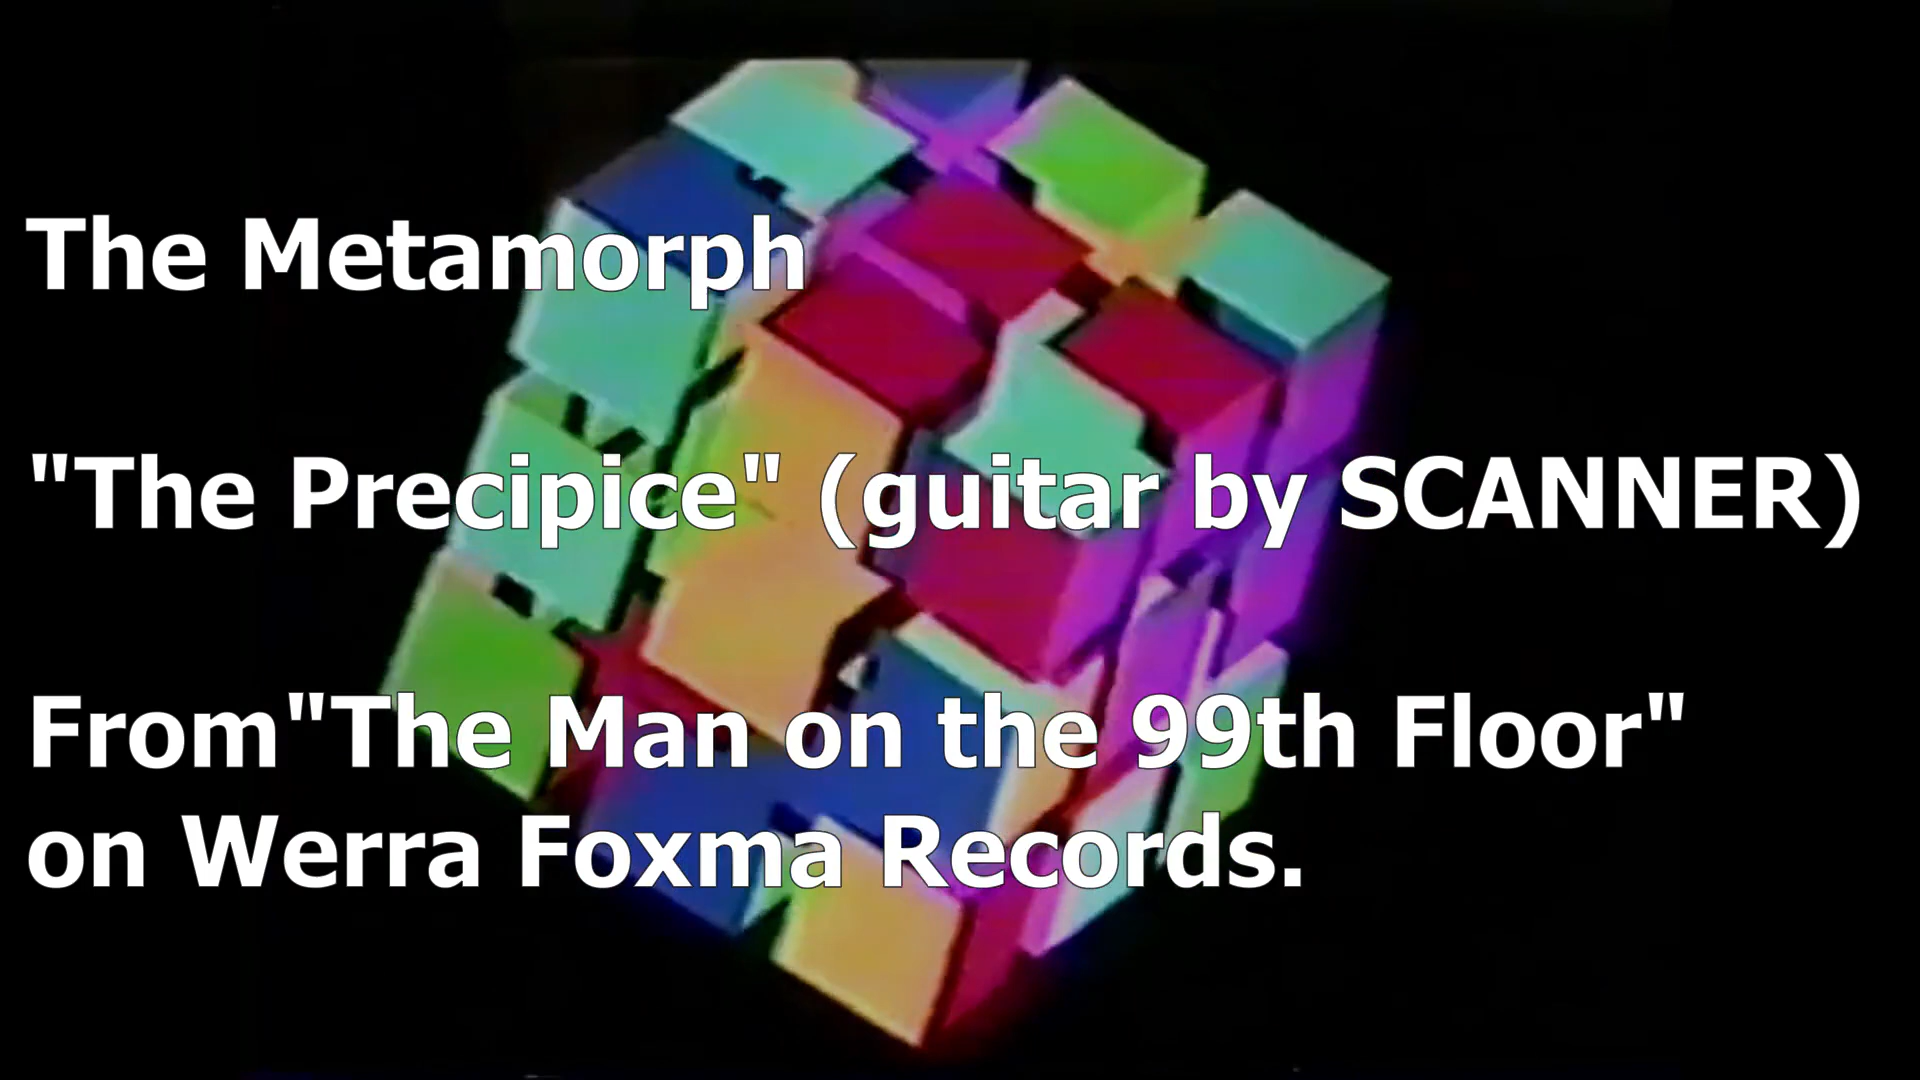 The Metamorph
"The Precipice" (guitar by SCANNER)
From"The Man on the 99th Floor"
on Werra Foxma Records.